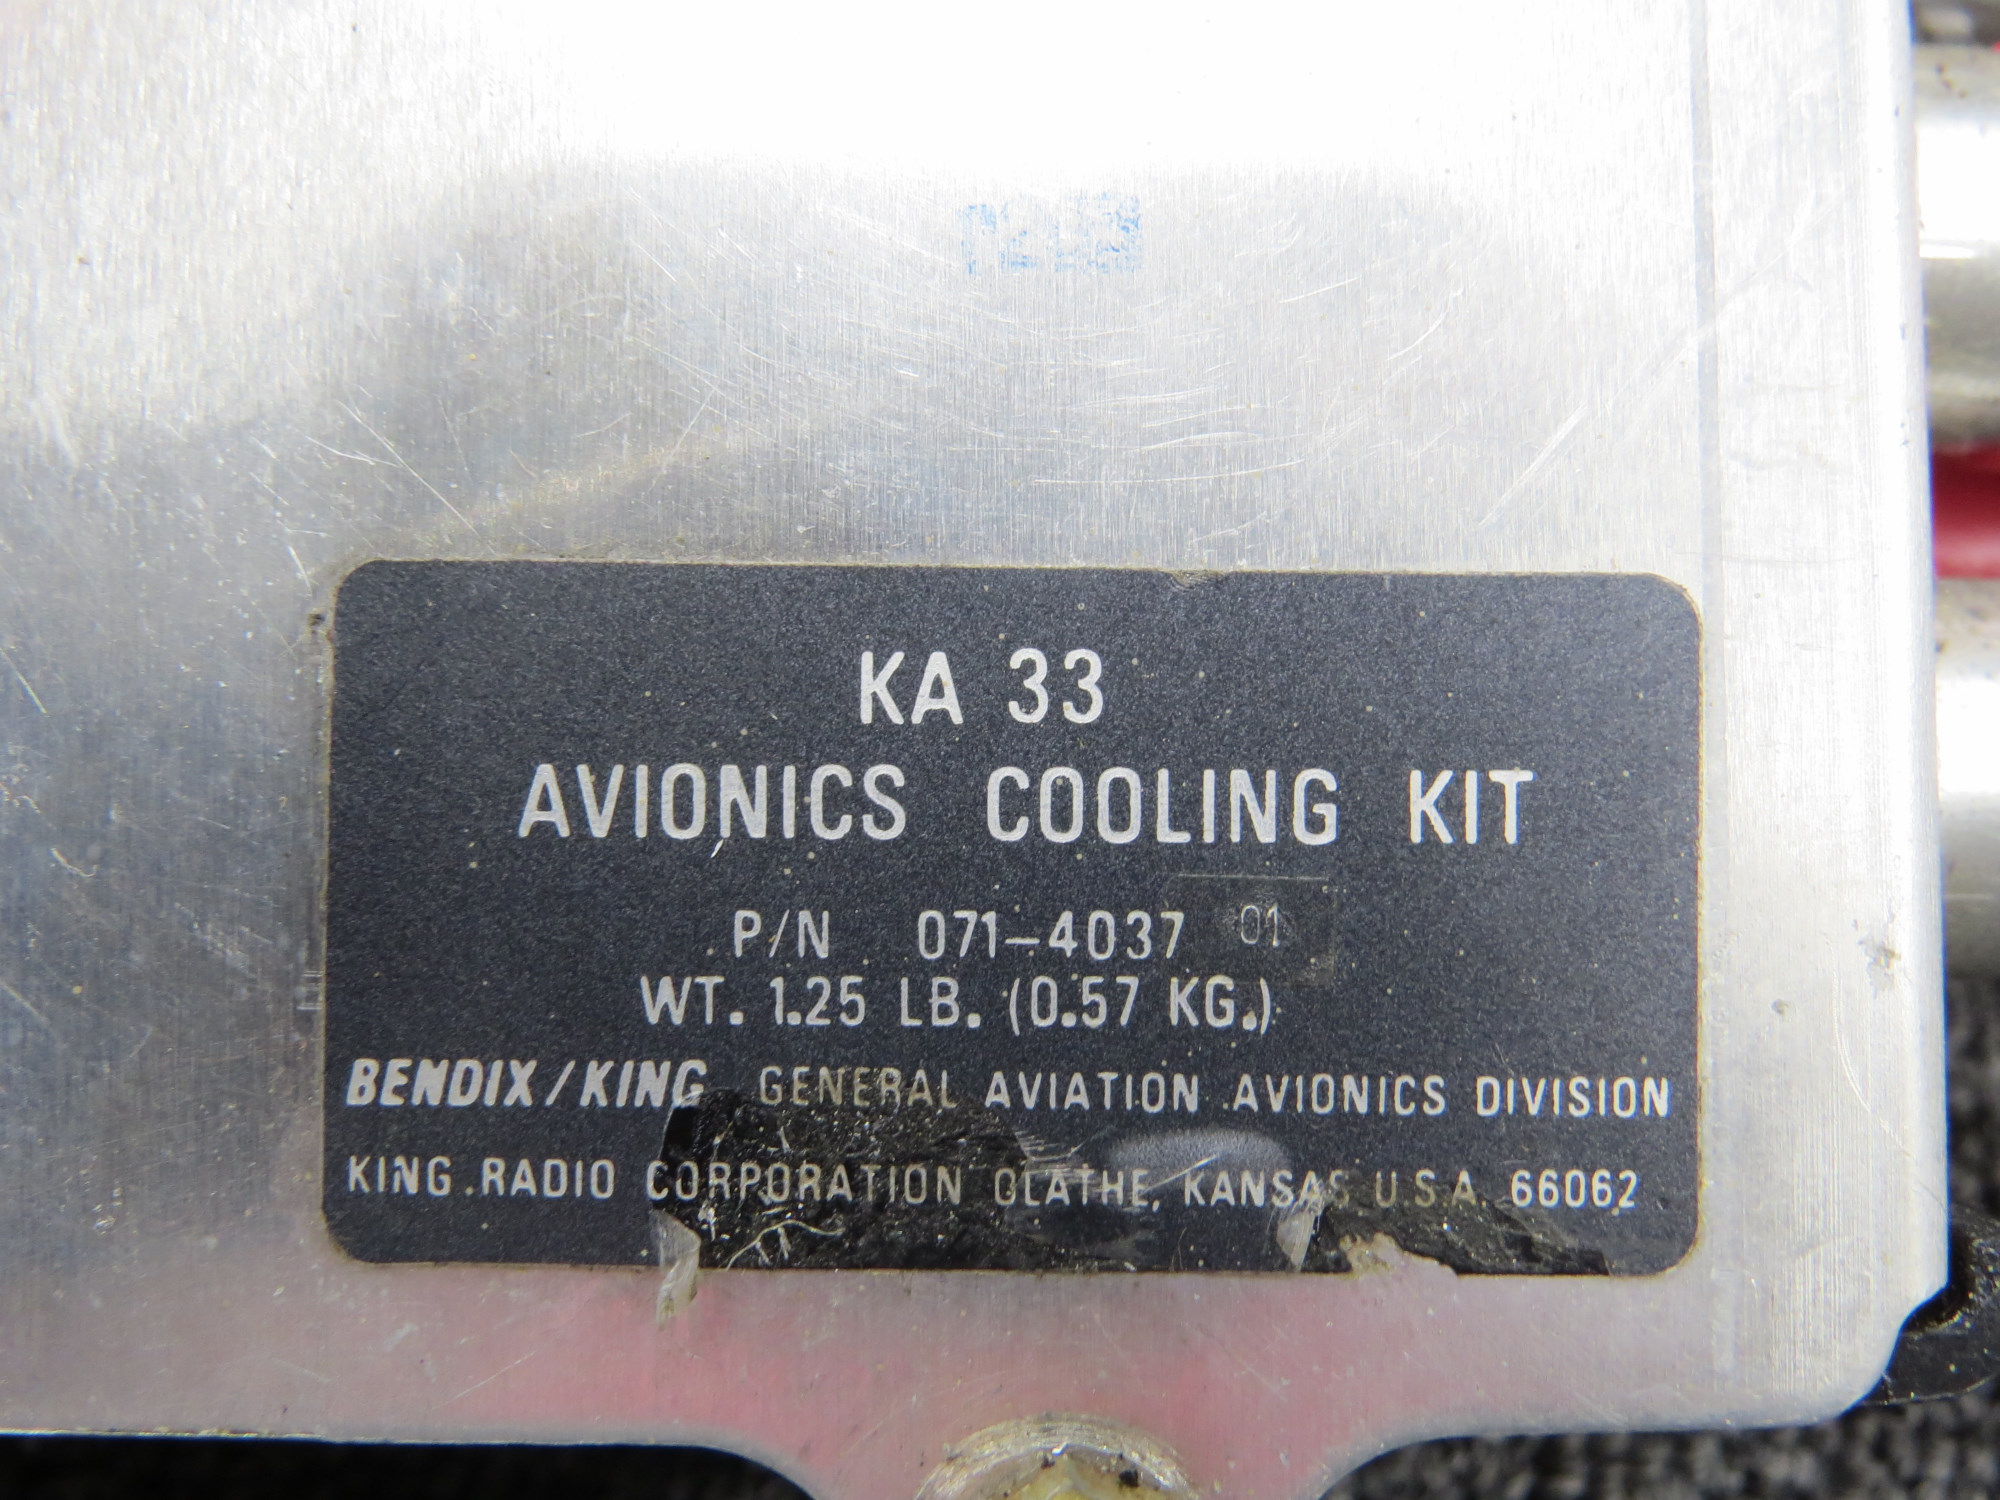 KA 33
AVIONICS COOLING KIT
P/N 071-4037 01
WT. 1.25 LB. (0.57 KG.)
BENDIX/KING GENERAL AVIATION AVIONICS DIVISION
KING RADIO CORPORATION OLATHE, KANSAS U.S.A. 66062